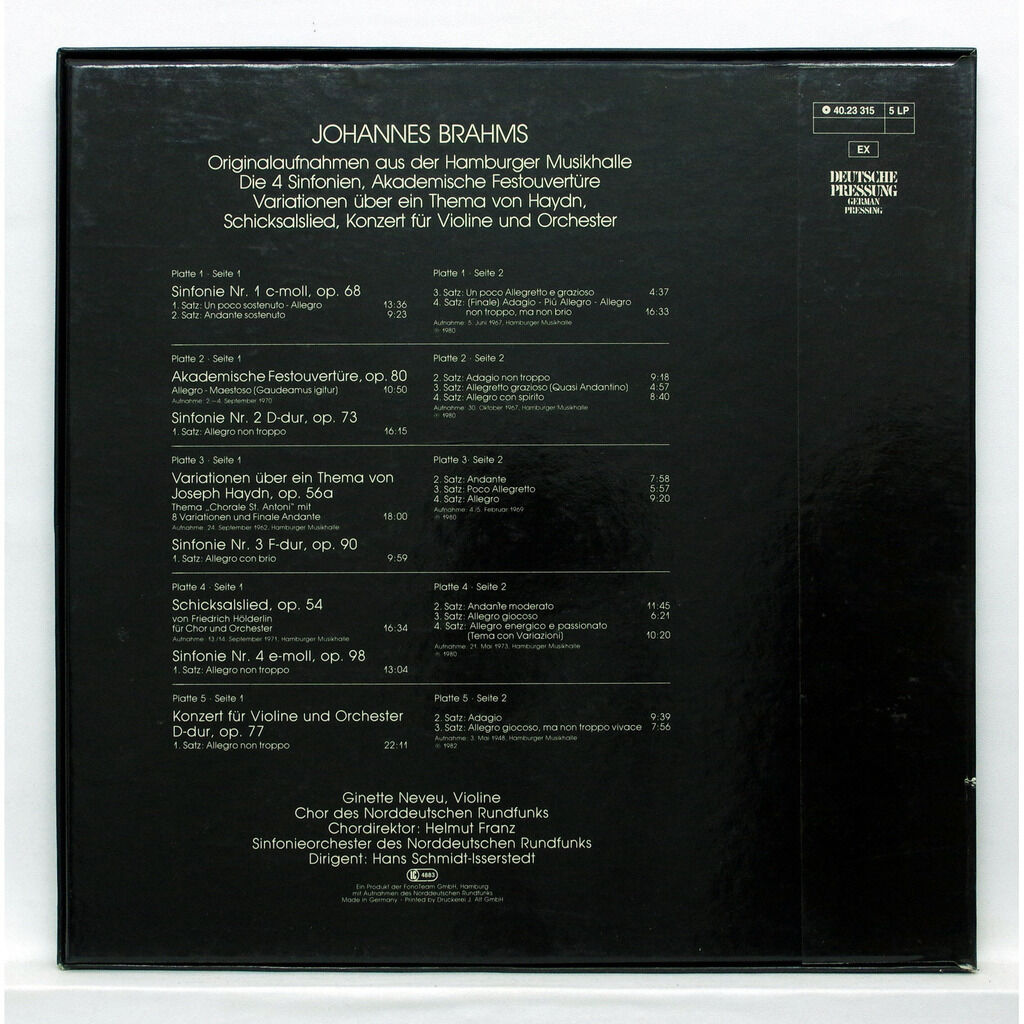 JOHANNES BRAHMS
Originalaufnahmen aus der Hamburger Musikhalle
Die 4 Sinfonien, Akademische Festouvertüre
Variationen über ein Thema von Haydn,
Schicksalslied, Konzert für Violine und Orchester
40.23 315 5 LP
EX
DEUTSCHE
PRESSUNG
GERMAN
PRESSING
Platte 1 · Seite 1
Sinfonie Nr. 1 c-moll, op. 68
1. Satz: Un poco sostenuto - Allegro 13:36
2. Satz: Andante sostenuto 9:23
Platte 1 · Seite 2
3. Satz: Un poco Allegretto e grazioso 4:37
4. Satz: (Finale) Adagio - Piú Allegro - Allegro
non troppo, ma non brio 16:33
Aufnahme: 5. Juni 1967, Hamburger Musikhalle
℗ 1980
Platte 2 · Seite 1
Akademische Festouvertüre, op. 80
Allegro - Maestoso (Gaudeamus igitur) 10:50
Aufnahme: 2.-4. September 1970
Sinfonie Nr. 2 D-dur, op. 73
1. Satz: Allegro non troppo 16:15
Platte 2 · Seite 2
2. Satz: Adagio non troppo 9:18
3. Satz: Allegretto grazioso (Quasi Andantino) 4:57
4. Satz: Allegro con spirito 8:40
Aufnahme: 30. Oktober 1967, Hamburger Musikhalle
℗ 1980
Platte 3 · Seite 1
Variationen über ein Thema von
Joseph Haydn, op. 56a
Thema „Chorale St. Antoni" mit
8 Variationen und Finale Andante 18:00
Aufnahme: 24. September 1962, Hamburger Musikhalle
Sinfonie Nr. 3 F-dur, op. 90
1. Satz: Allegro con brio 9:59
Platte 3 · Seite 2
2. Satz: Andante 7:58
3. Satz: Poco Allegretto 5:57
4. Satz: Allegro 9:20
Aufnahme: 4./5. Februar 1969
℗ 1980
Platte 4 · Seite 1
Schicksalslied, op. 54
von Friedrich Hölderlin
für Chor und Orchester 16:34
Aufnahme: 13./14. September 1971, Hamburger Musikhalle
Sinfonie Nr. 4 e-moll, op. 98
1. Satz: Allegro non troppo 13:04
Platte 4 · Seite 2
2. Satz: Andante moderato 11:45
3. Satz: Allegro giocoso 6:21
4. Satz: Allegro energico e passionato
(Tema con Variazioni) 10:20
Aufnahme: 21. Mai 1973, Hamburger Musikhalle
℗ 1980
Platte 5 · Seite 1
Konzert für Violine und Orchester
D-dur, op. 77
1. Satz: Allegro non troppo 22:11
Platte 5 · Seite 2
2. Satz: Adagio 9:39
3. Satz: Allegro giocoso, ma non troppo vivace 7:56
Aufnahme: 3. Mai 1948, Hamburger Musikhalle
℗ 1982
Ginette Neveu, Violine
Chor des Norddeutschen Rundfunks
Chordirektor: Helmut Franz
Sinfonieorchester des Norddeutschen Rundfunks
Dirigent: Hans Schmidt-Isserstedt
LC 4883
Ein Produkt der FonoTeam GmbH, Hamburg
mit Aufnahmen des Norddeutschen Rundfunks
Made in Germany · Printed by Druckerei J. Alf GmbH